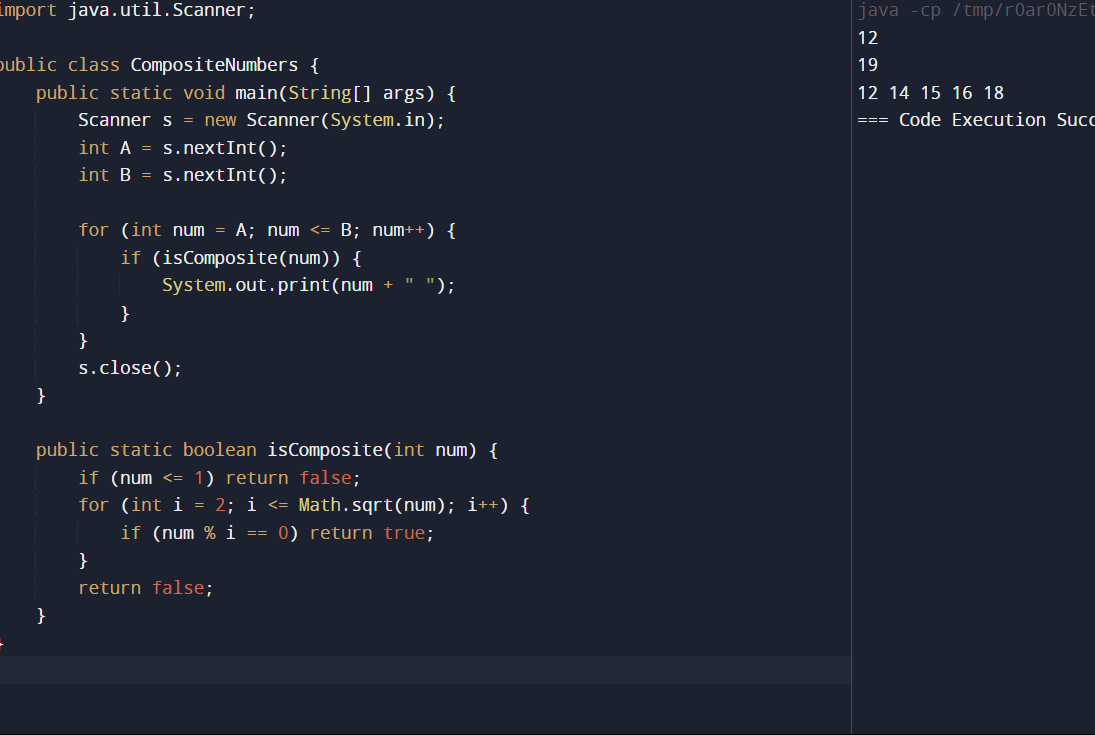 import java.util.Scanner;
public class CompositeNumbers {
public static void main(String[] args) {
Scanner s = new Scanner(System.in);
int A = s.nextInt();
int B = s.nextInt();
for (int num = A; num <= B; num++) {
if (isComposite(num)) {
System.out.print(num + " ");
}
}
s.close();
}
public static boolean isComposite(int num) {
if (num <= 1) return false;
for (int i = 2; i <= Math.sqrt(num); i++) {
if (num % i == 0) return true;
}
return false;
}
}
java -cp /tmp/r0ar0NzEt
12
19
12 14 15 16 18
=== Code Execution Succ